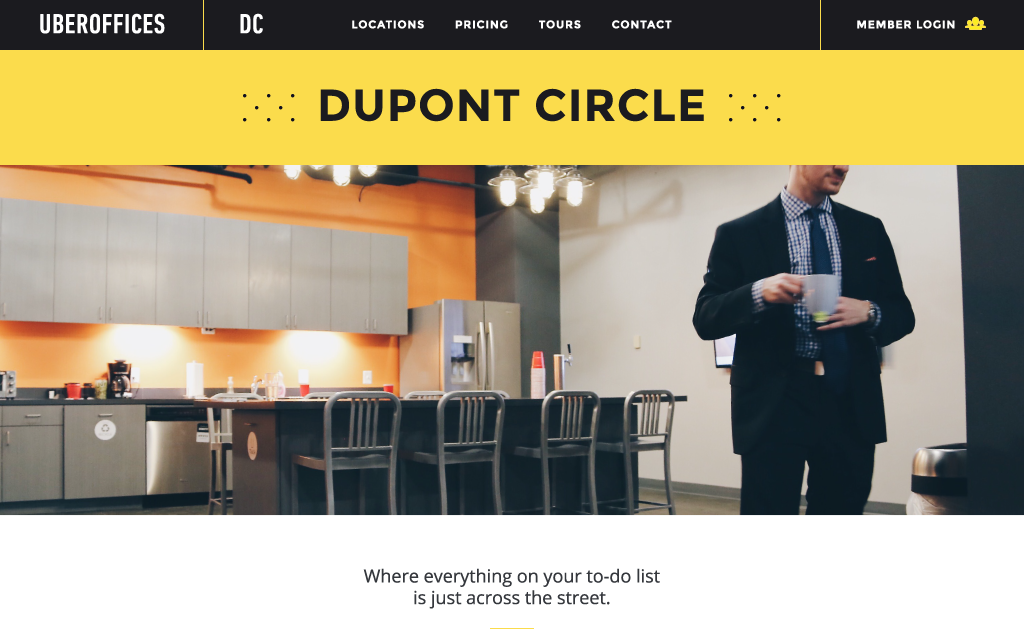 UBEROFFICES
DC
LOCATIONS
PRICING
TOURS
CONTACT
MEMBER LOGIN
DUPONT CIRCLE
Where everything on your to-do list
is just across the street.